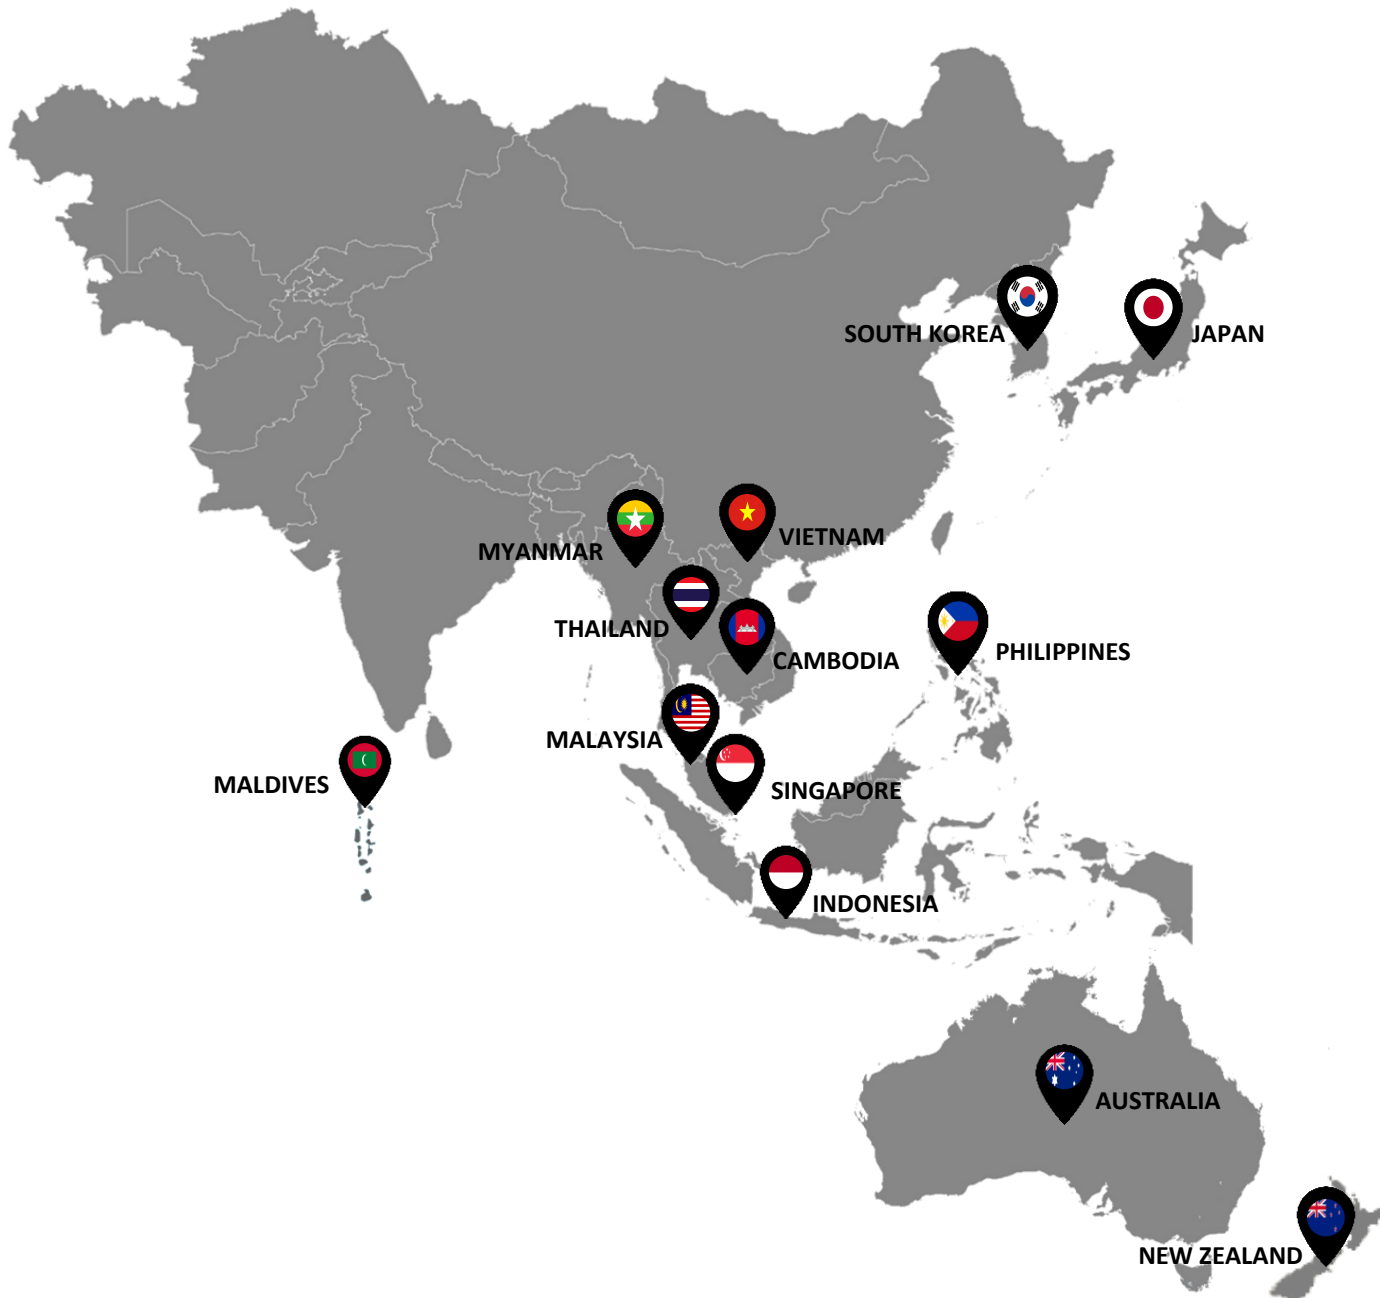 SOUTH KOREA
JAPAN
VIETNAM
MYANMAR
THAILAND
PHILIPPINES
CAMBODIA
MALAYSIA
MALDIVES
SINGAPORE
INDONESIA
AUSTRALIA
NEW ZEALAND